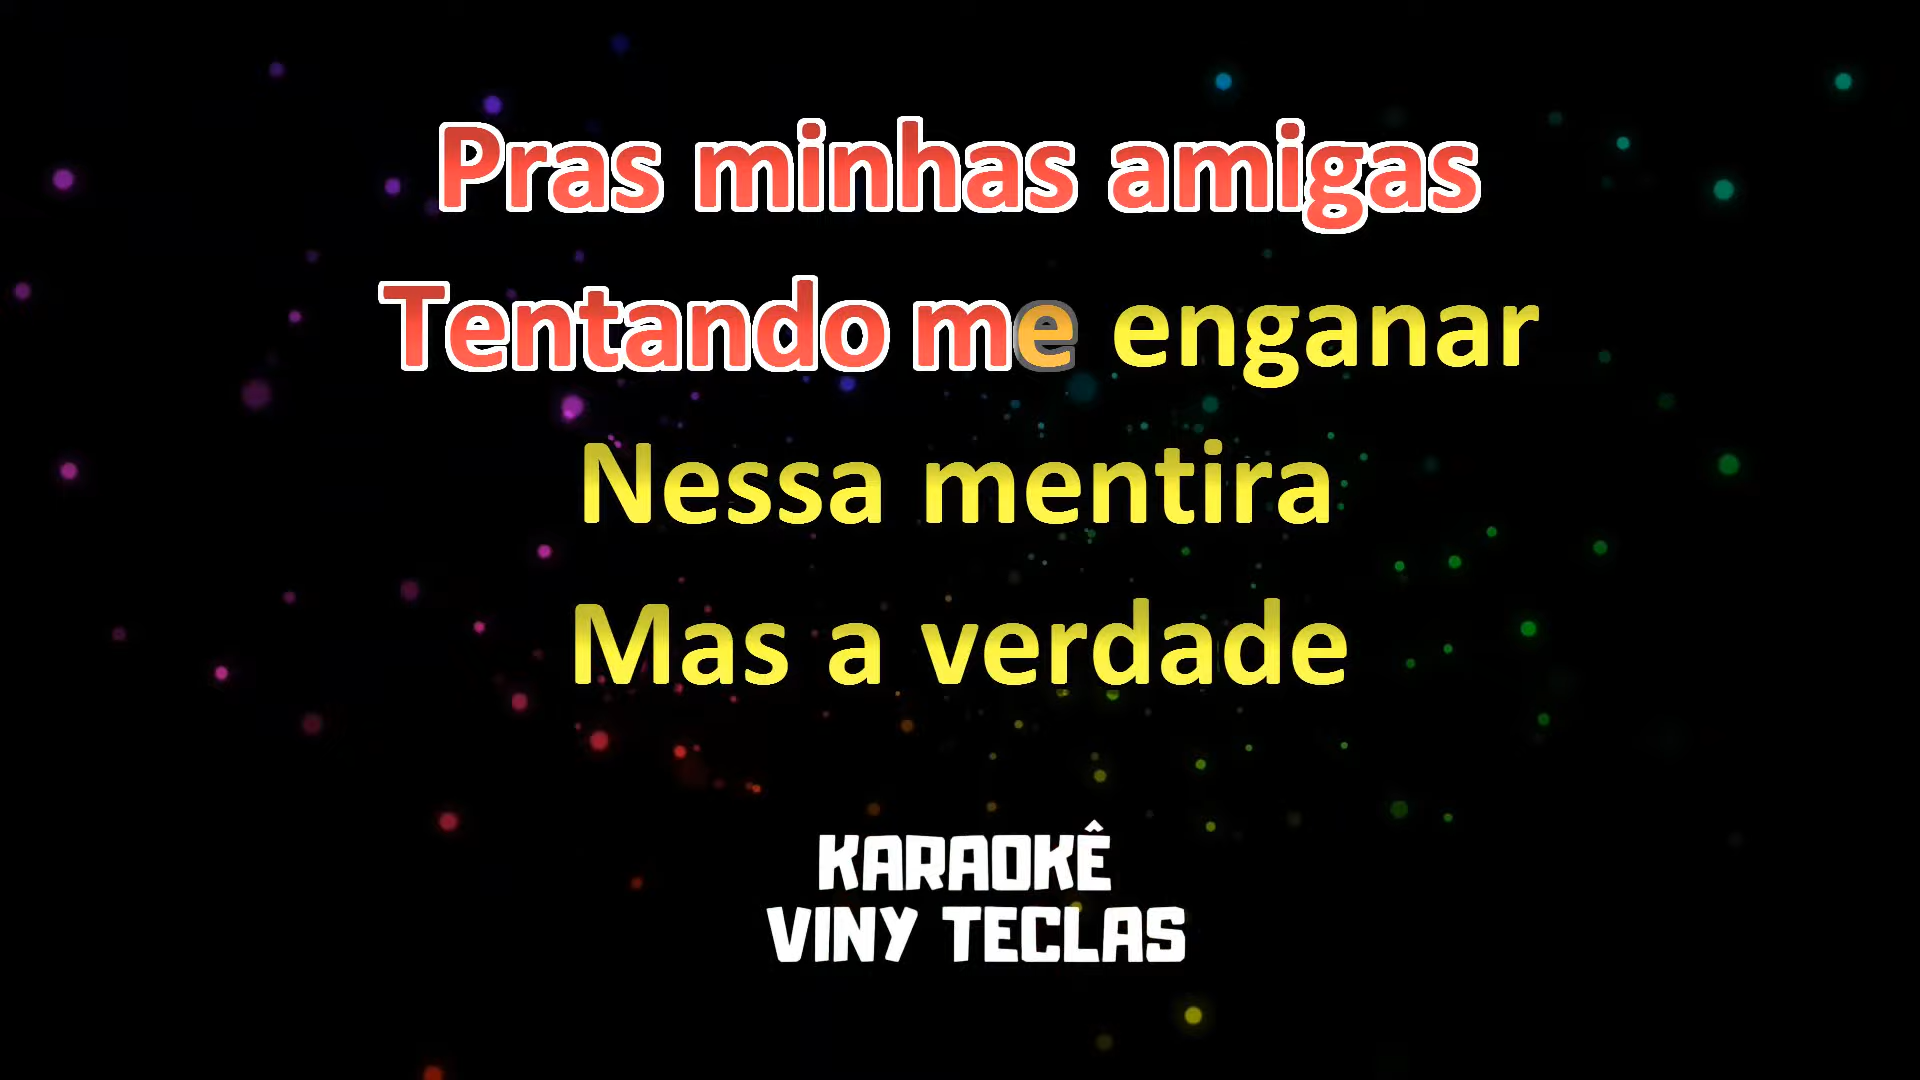 Pras minhas amigas
Tentando me enganar
Nessa mentira
Mas a verdade
KARAOKÊ
VINY TECLAS